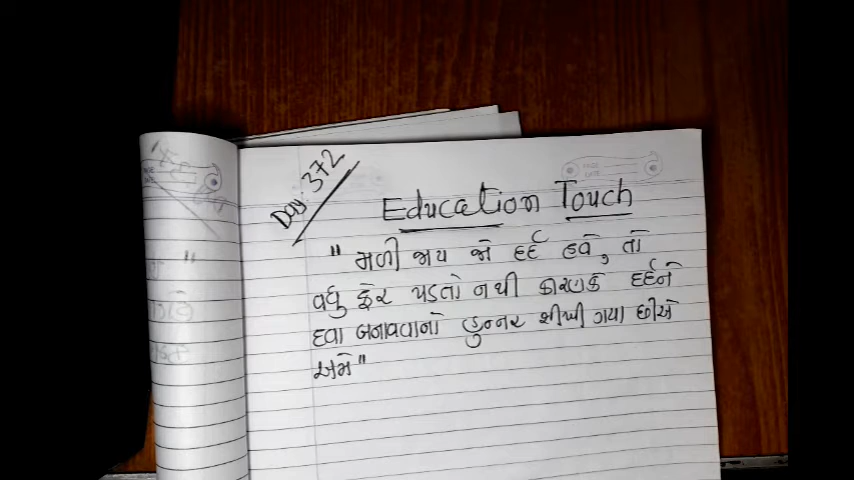 Day: 372
Education Touch
" મળી જાય જો દર્દ હવે, તો
વધુ ફેર પડતો નથી કારણકે દર્દને
દવા બનાવવાનો હુન્નર શીખી ગયા છીએ
અમે"